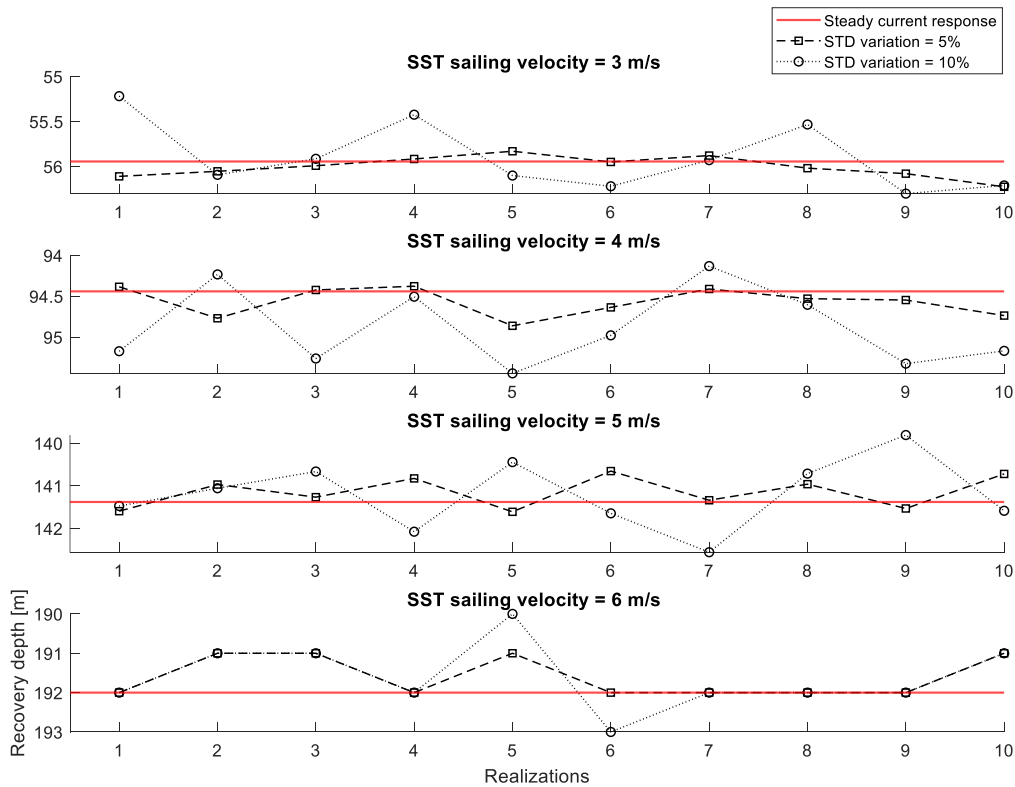 Steady current response
STD variation = 5%
STD variation = 10%
SST sailing velocity = 3 m/s
55
55.5
56
1 2 3 4 5 6 7 8 9 10
SST sailing velocity = 4 m/s
94
94.5
95
1 2 3 4 5 6 7 8 9 10
SST sailing velocity = 5 m/s
140
141
142
1 2 3 4 5 6 7 8 9 10
SST sailing velocity = 6 m/s
Recovery depth [m]
190
191
192
193
1 2 3 4 5 6 7 8 9 10
Realizations